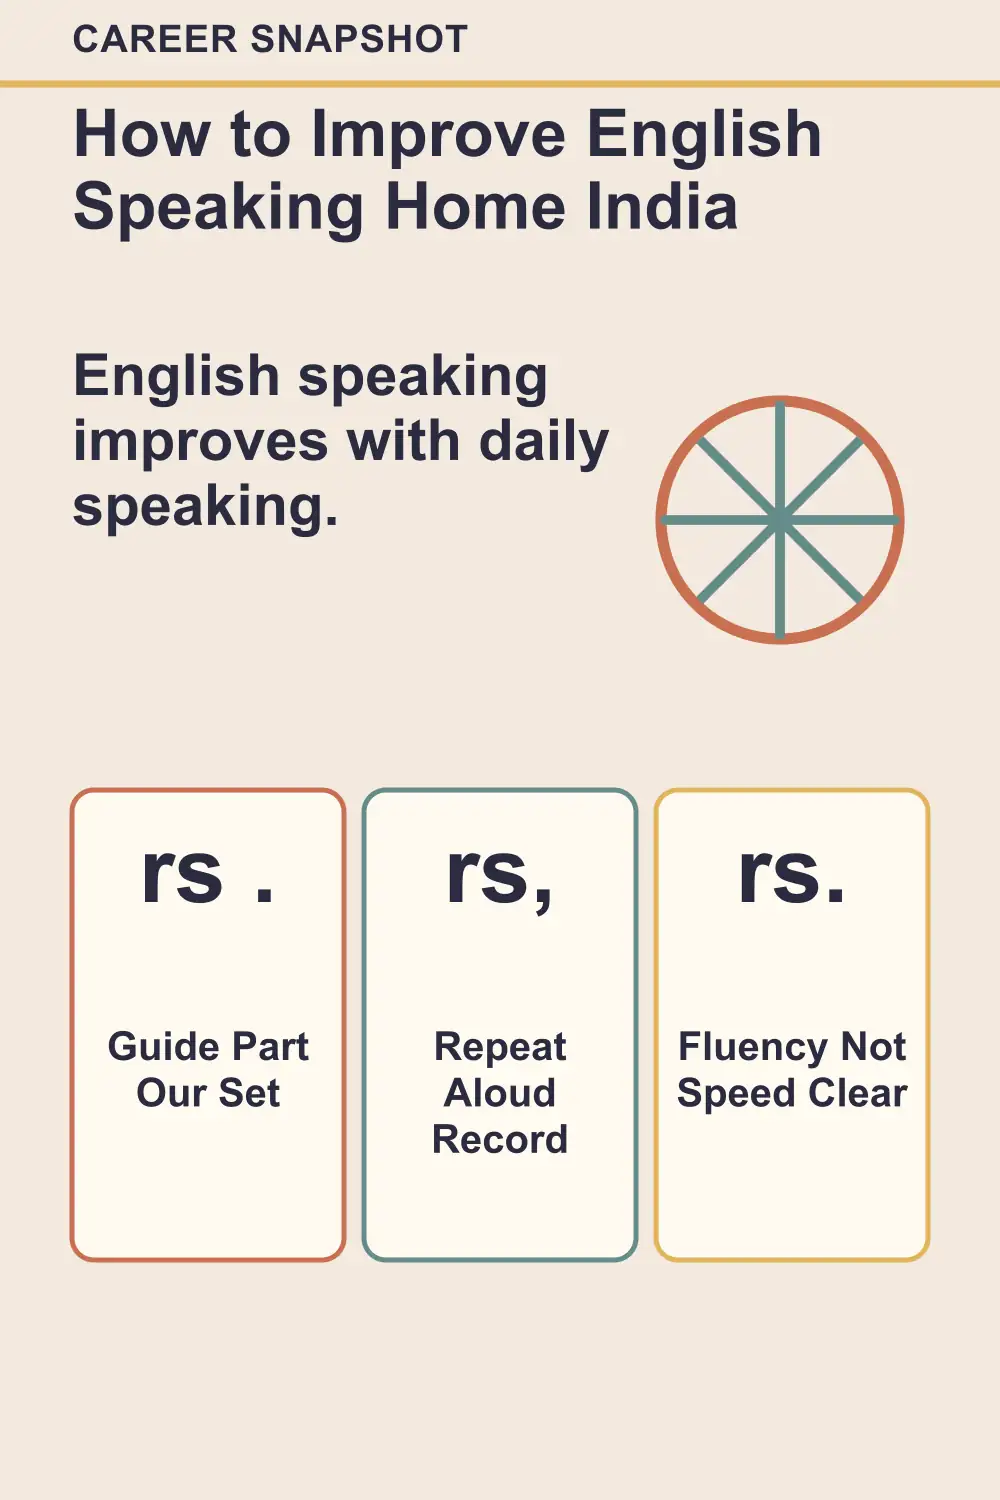 CAREER SNAPSHOT
How to Improve English
Speaking Home India
English speaking
improves with daily
speaking.
rs .
Guide Part
Our Set
rs,
Repeat
Aloud
Record
rs.
Fluency Not
Speed Clear